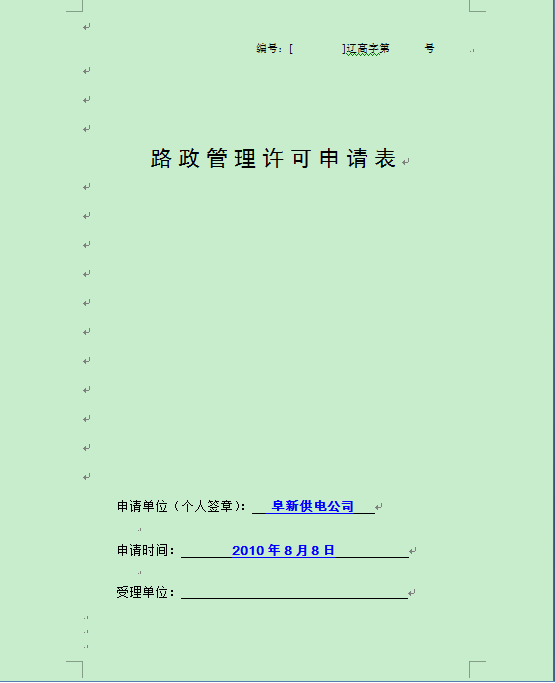 编号：[ ]辽高字第 号
路政管理许可申请表
申请单位（个人签章）：阜新供电公司
申请时间：2010年8月8日
受理单位：